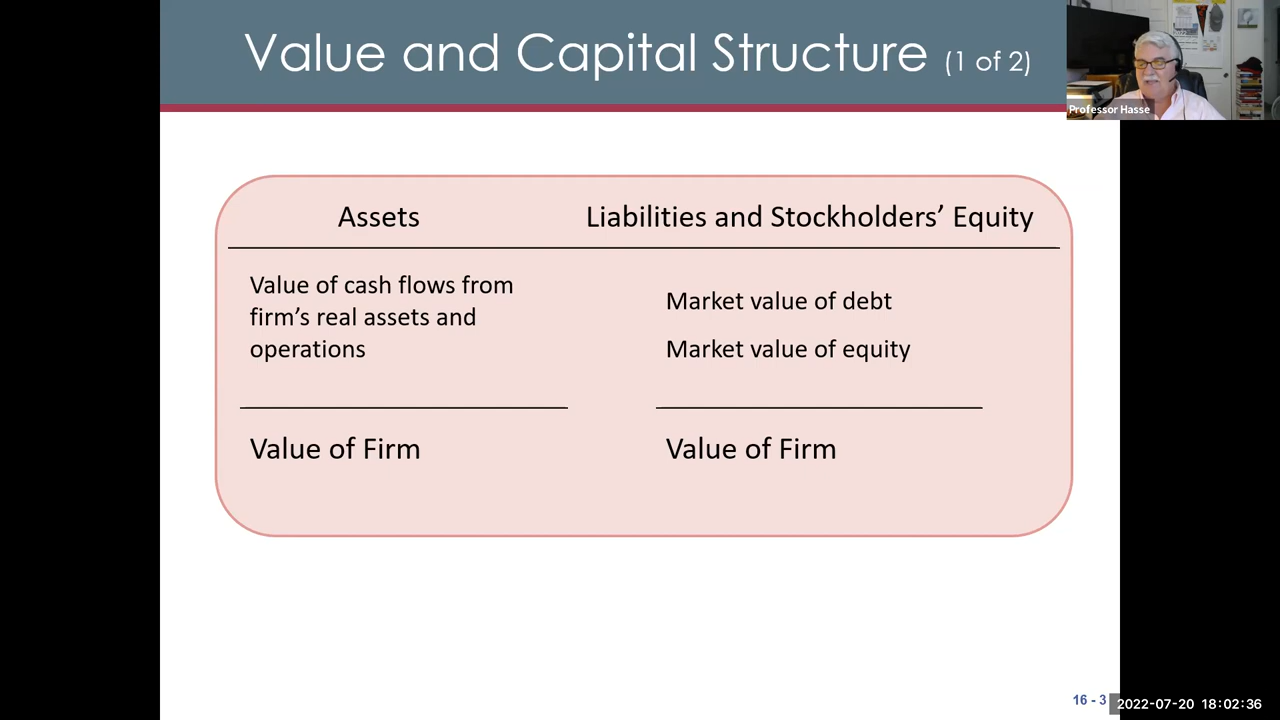 Value and Capital Structure (1 of 2)
Professor Hasse
Assets
Liabilities and Stockholders’ Equity
Value of cash flows from
firm’s real assets and
operations
Market value of debt
Market value of equity
Value of Firm
Value of Firm
16 - 3
2022-07-20 18:02:36